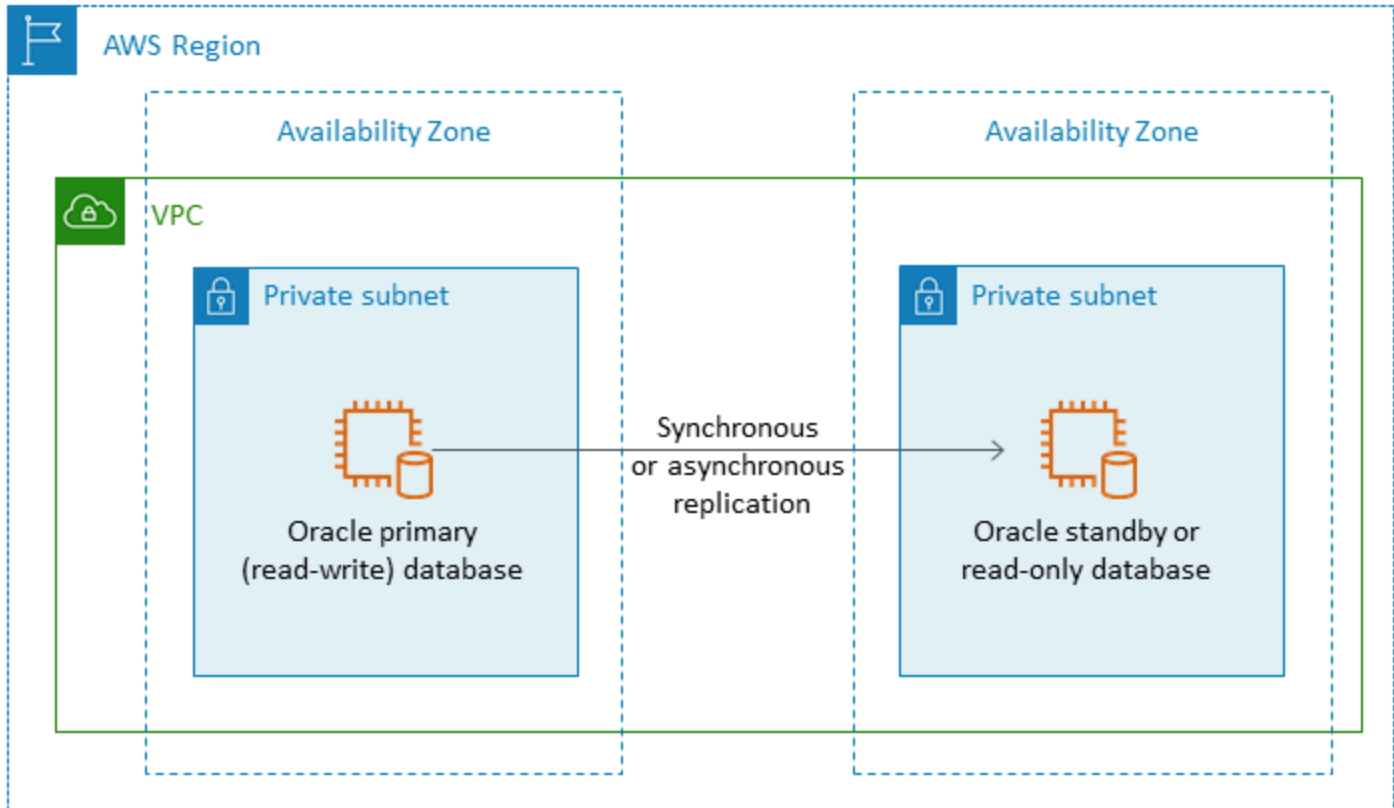 AWS Region
Availability Zone
Availability Zone
VPC
Private subnet
Private subnet
Synchronous
or asynchronous
replication
Oracle primary
(read-write) database
Oracle standby or
read-only database